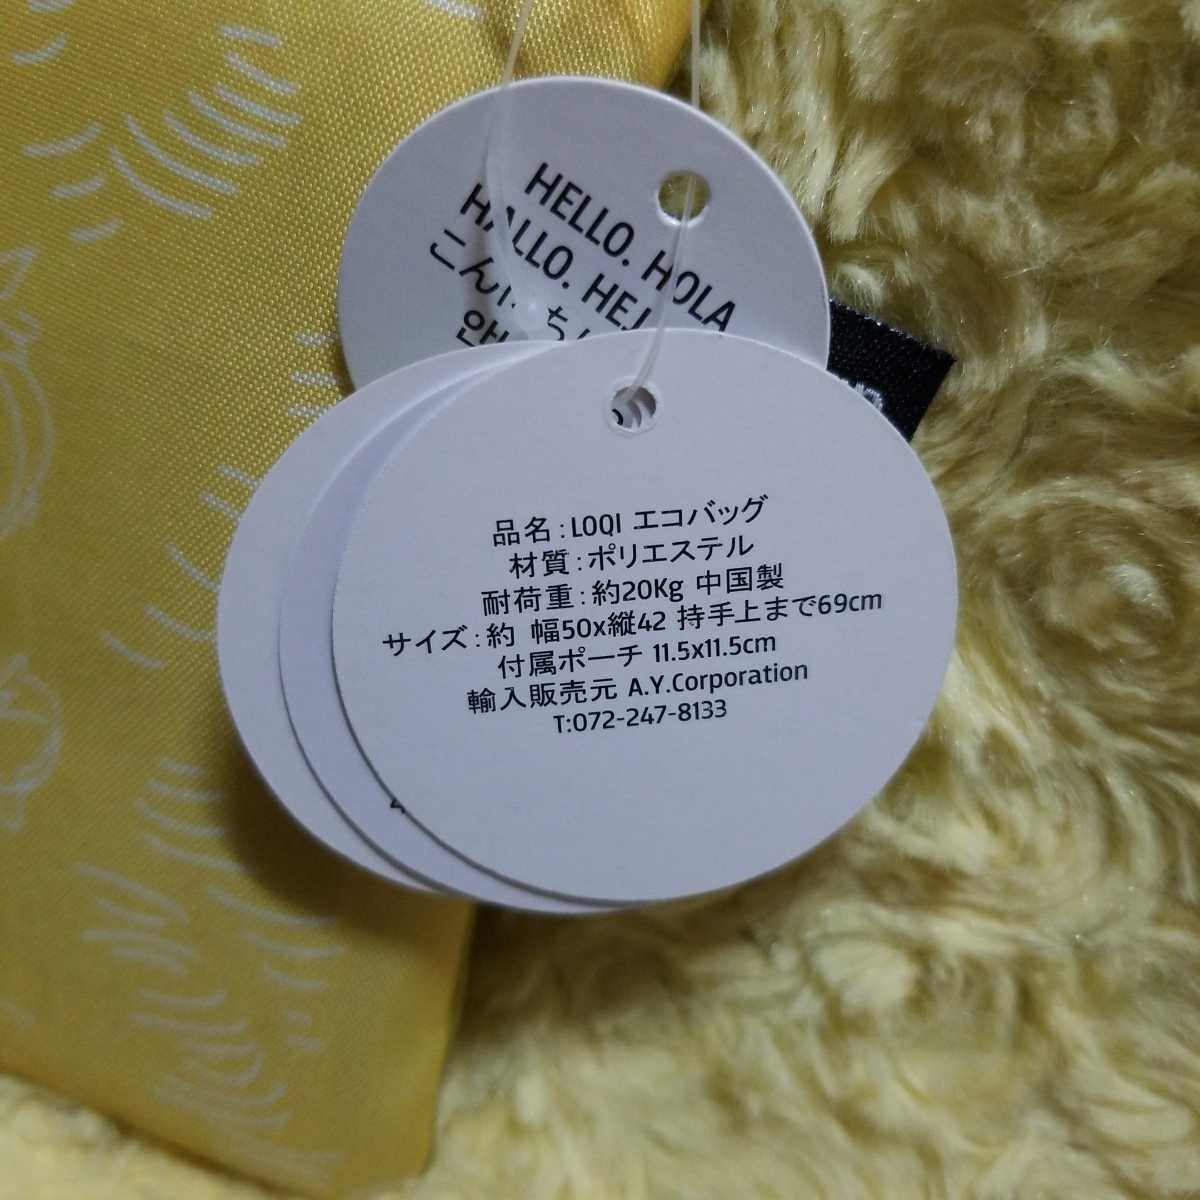 HELLO. HOLA
HALLO. HEJ
品名:LOQI エコバッグ
材質:ポリエステル
耐荷重:約20Kg 中国製
サイズ:約 幅50x縦42 持手上まで69cm
付属ポーチ 11.5x11.5cm
輸入販売元 A.Y.Corporation
T:072-247-8133